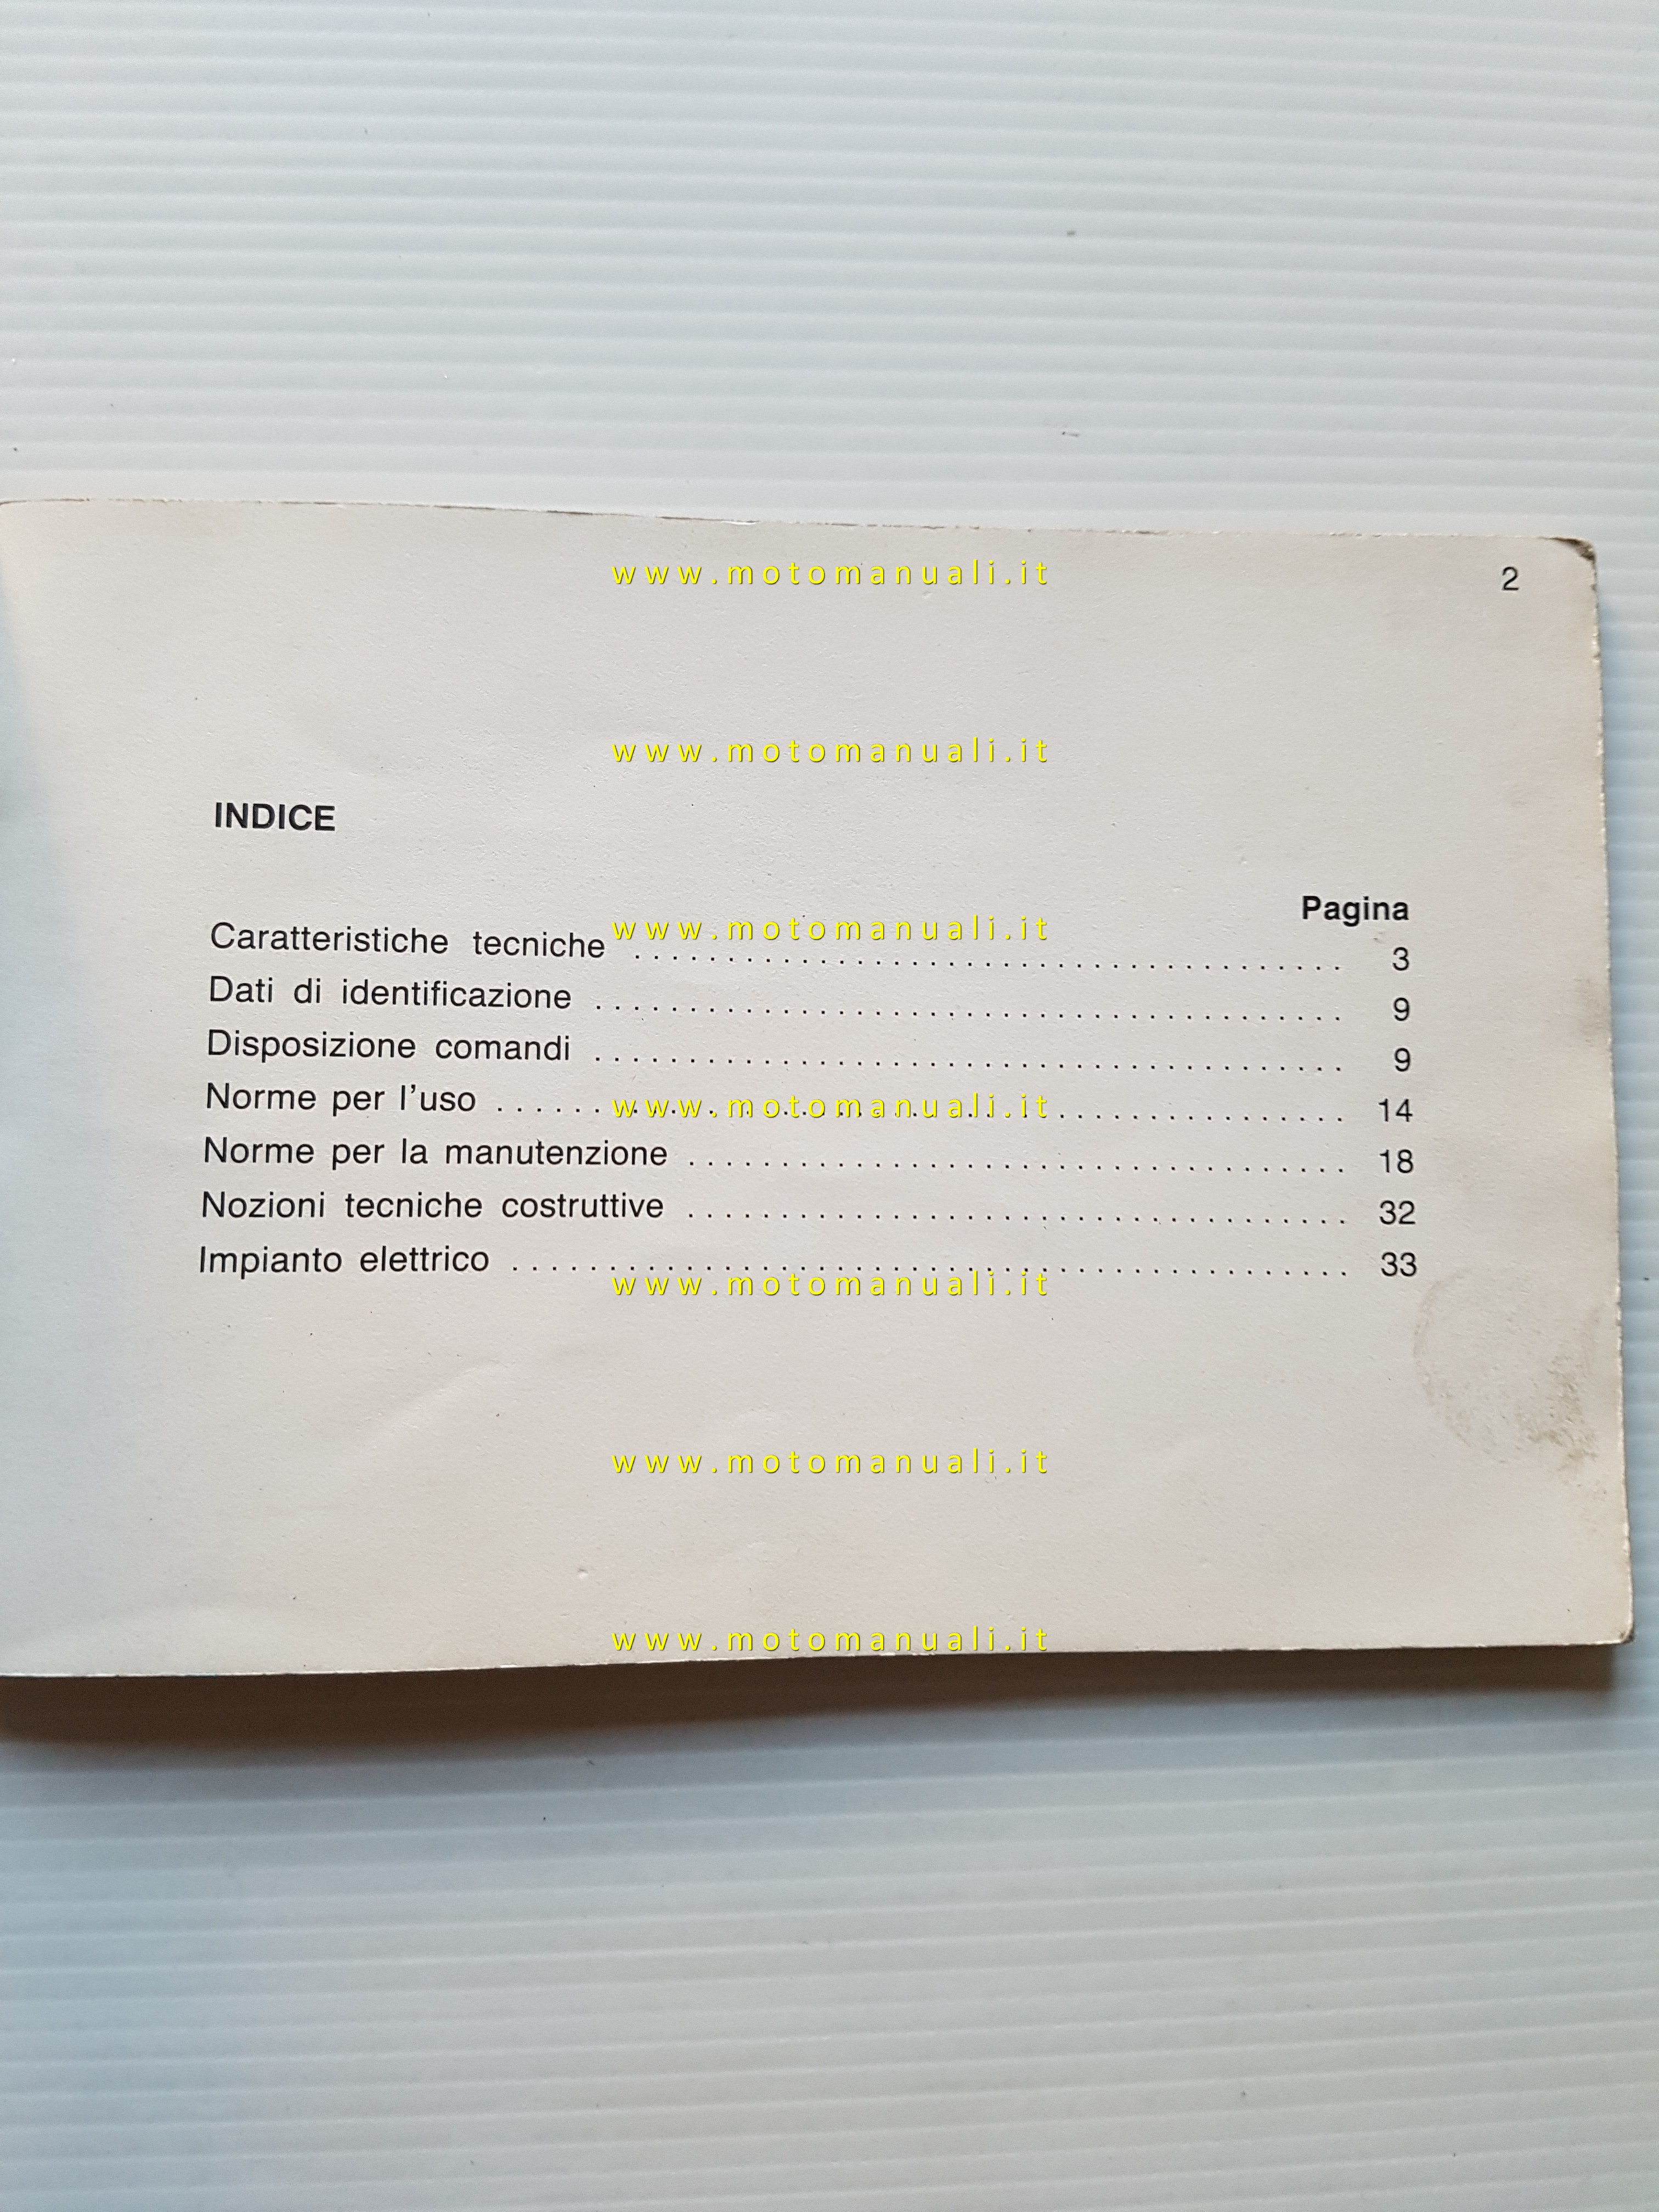 www.motomanuali.it
2
www.motomanuali.it
INDICE
Pagina
www.motomanuali.it
Caratteristiche tecniche . . . . . . . . . . . . . . . . . . . . . . . . . . . . . . . . . . . . . . . 3
Dati di identificazione . . . . . . . . . . . . . . . . . . . . . . . . . . . . . . . . . . . . . . . . . 9
Disposizione comandi . . . . . . . . . . . . . . . . . . . . . . . . . . . . . . . . . . . . . . . . . 9
Norme per l'uso . . . . . . . . . . . . . . . . . . . . . . . . . . . . . . . . . . . . . . . . . . . . . . 14
www.motomanuali.it
Norme per la manutenzione . . . . . . . . . . . . . . . . . . . . . . . . . . . . . . . . . . . . 18
Nozioni tecniche costruttive . . . . . . . . . . . . . . . . . . . . . . . . . . . . . . . . . . . . 32
Impianto elettrico . . . . . . . . . . . . . . . . . . . . . . . . . . . . . . . . . . . . . . . . . . . . . 33
www.motomanuali.it
www.motomanuali.it
www.motomanuali.it